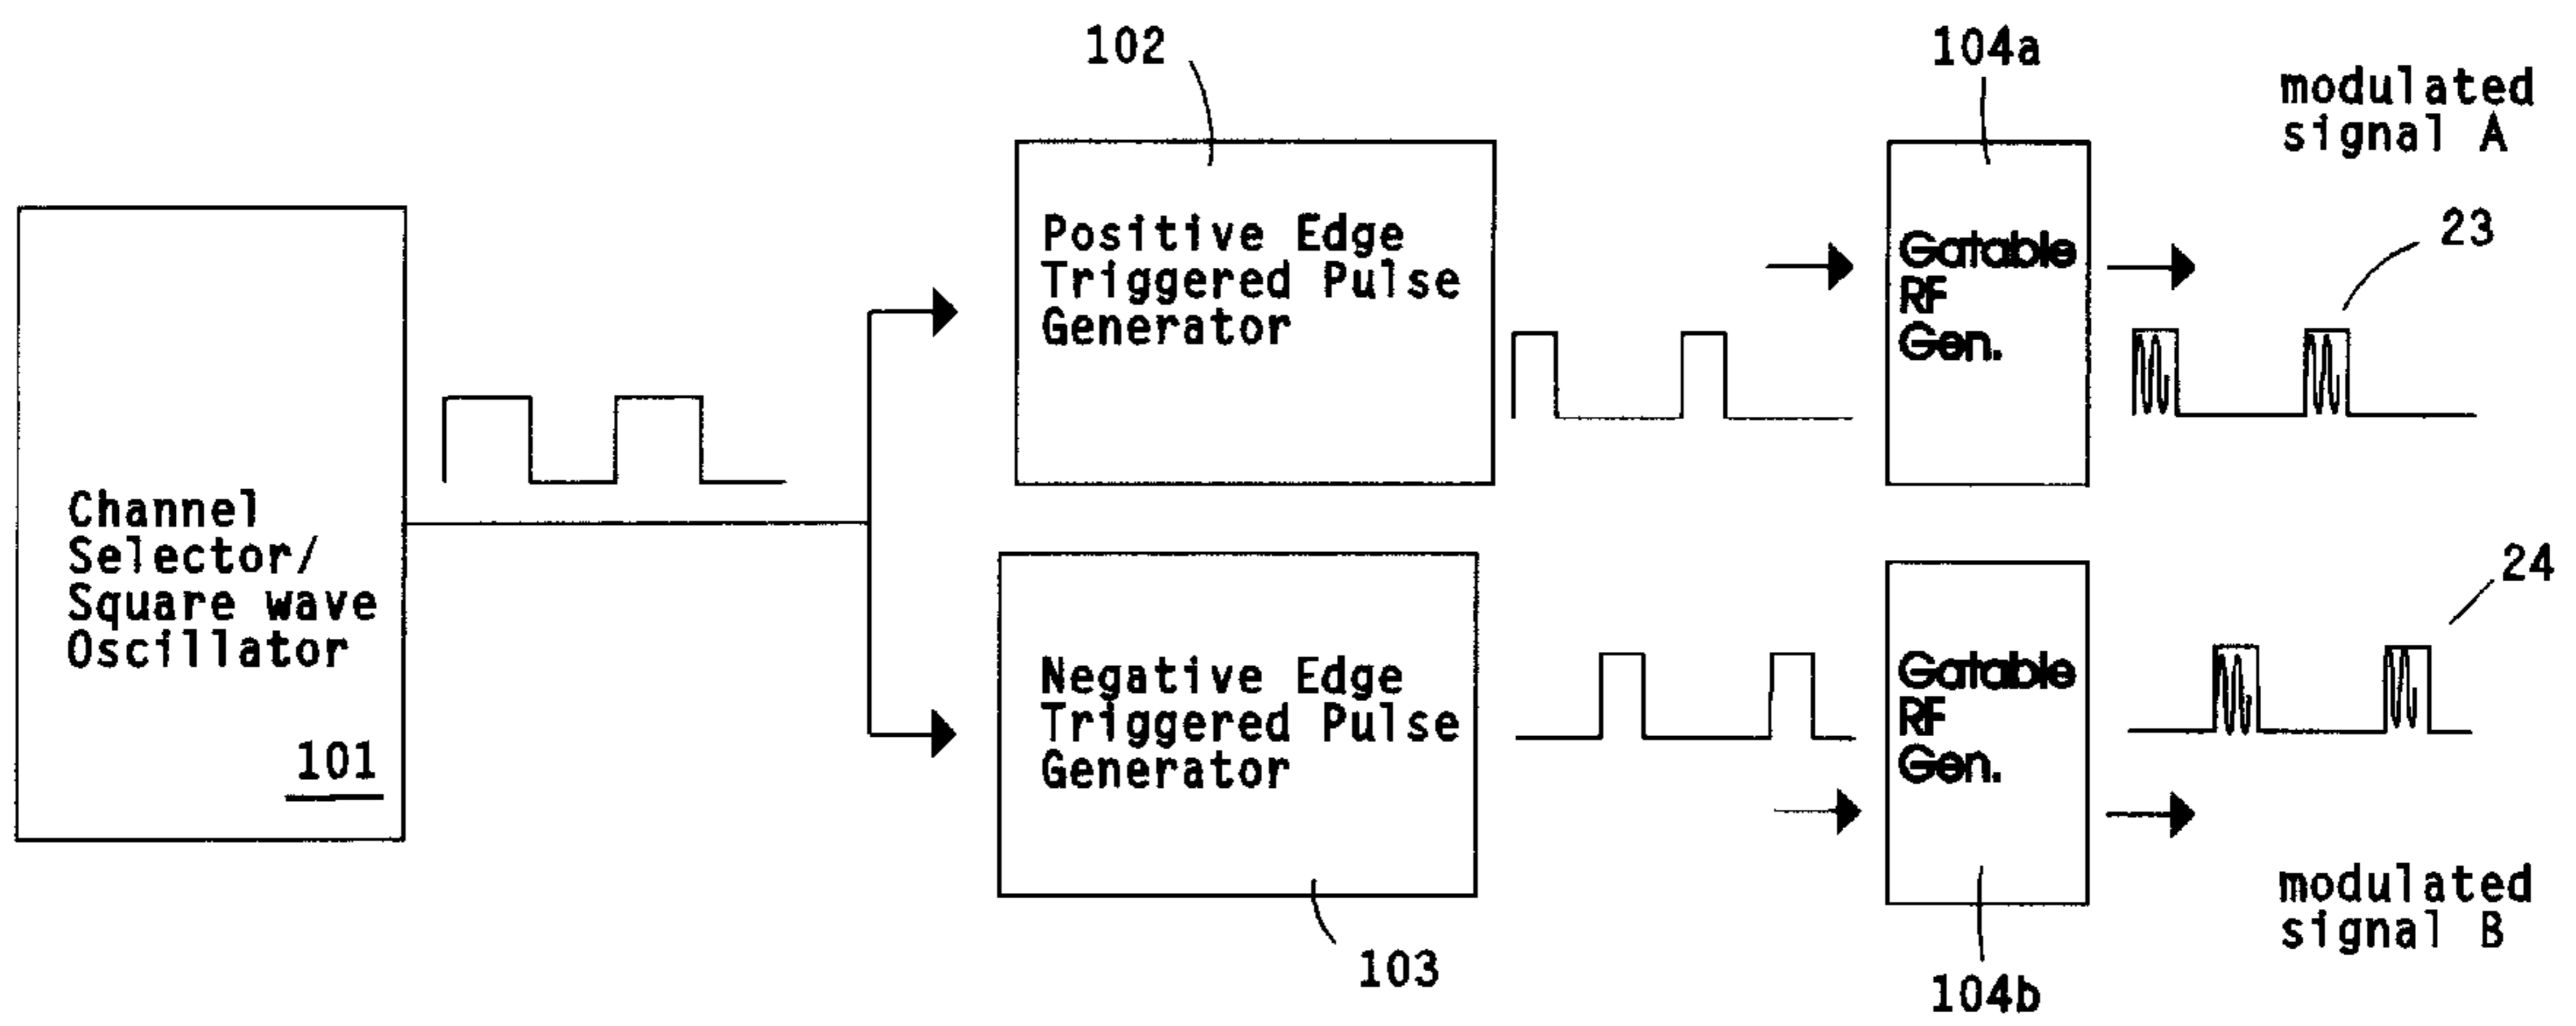 102
104a
modulated
signal A
23
Positive Edge
Triggered Pulse
Generator
Gatable
RF
Gen.
Channel
Selector/
Square wave
Oscillator
101
24
Negative Edge
Triggered Pulse
Generator
Gatable
RF
Gen.
modulated
signal B
103
104b